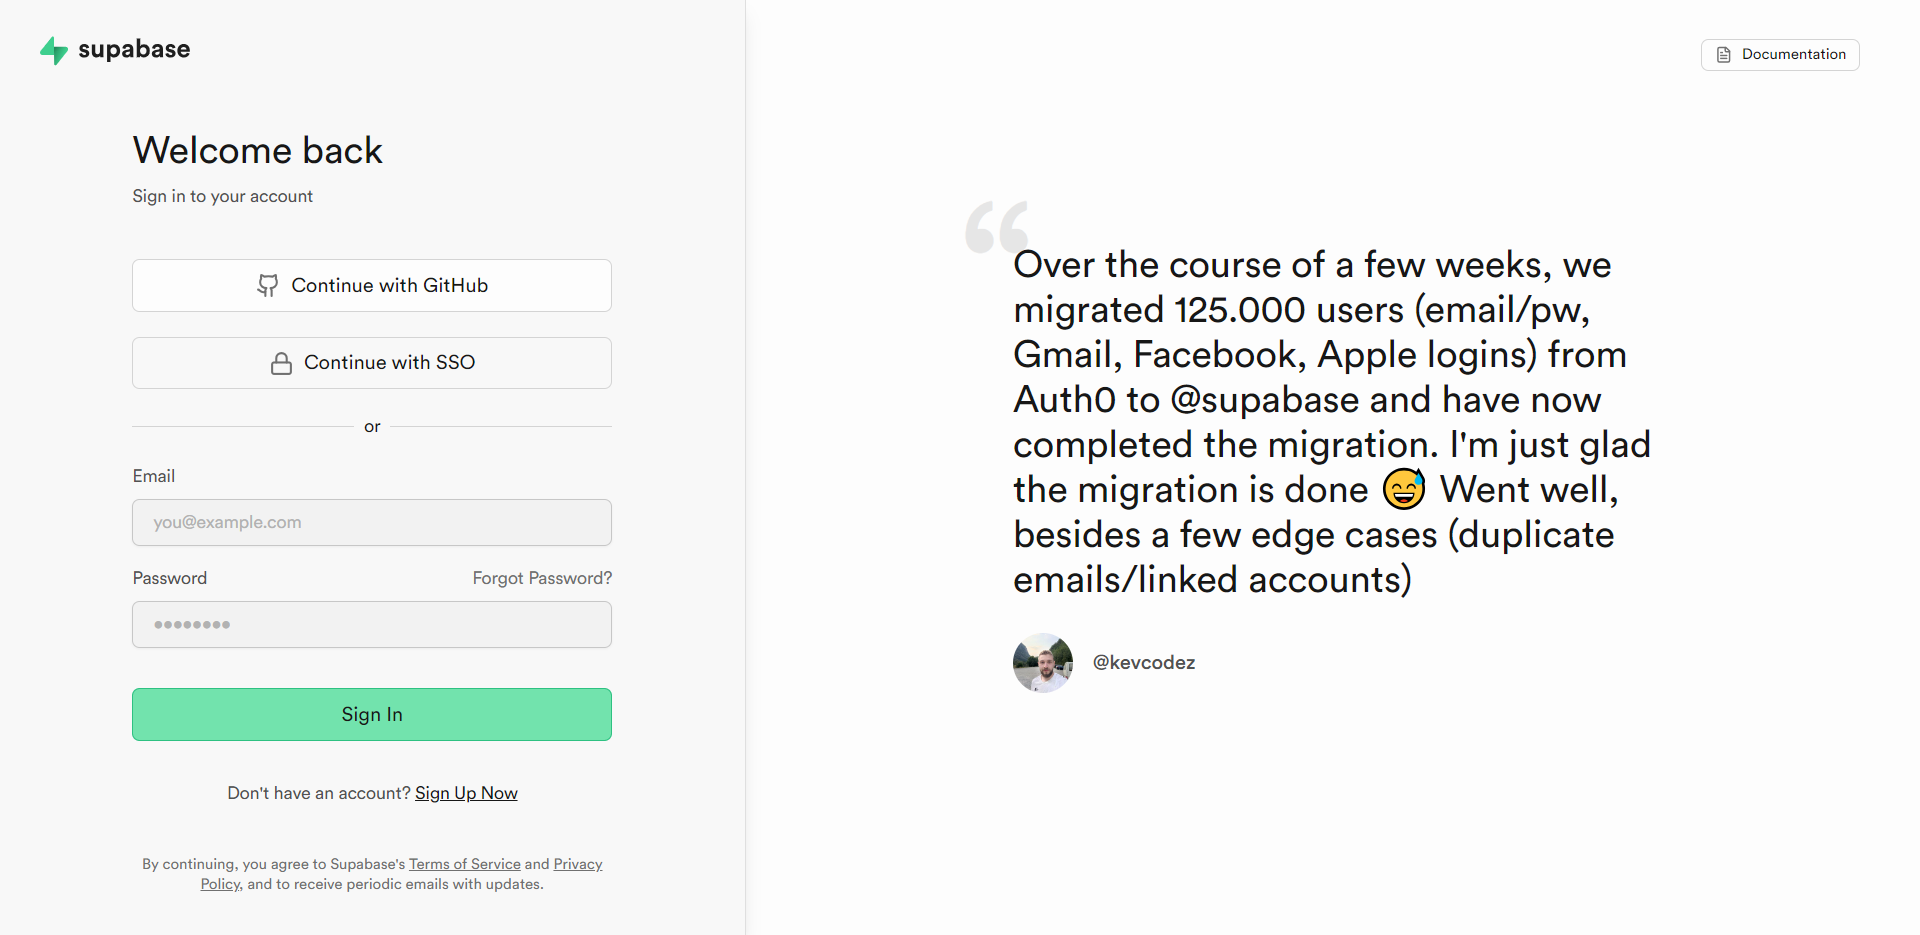 supabase
Documentation
Welcome back
Sign in to your account
Continue with GitHub
Continue with SSO
or
Email
you@example.com
Password
Forgot Password?
Sign In
Don't have an account? Sign Up Now
By continuing, you agree to Supabase's Terms of Service and Privacy
Policy, and to receive periodic emails with updates.
“
Over the course of a few weeks, we
migrated 125.000 users (email/pw,
Gmail, Facebook, Apple logins) from
Auth0 to @supabase and have now
completed the migration. I'm just glad
the migration is done 😅 Went well,
besides a few edge cases (duplicate
emails/linked accounts)
@kevcodez